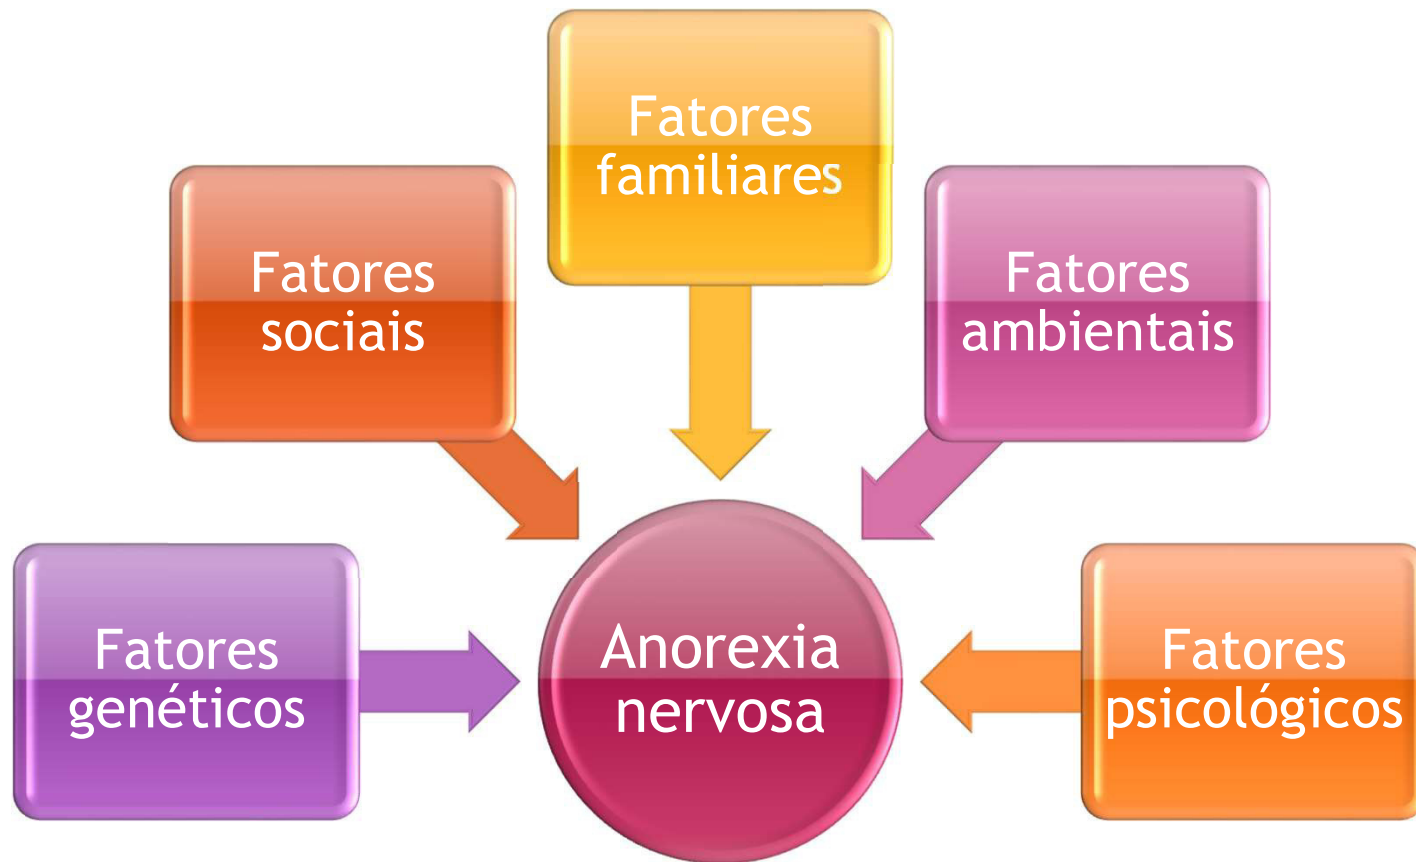 Fatores
familiares
Fatores
sociais
Fatores
ambientais
Fatores
genéticos
Anorexia
nervosa
Fatores
psicológicos